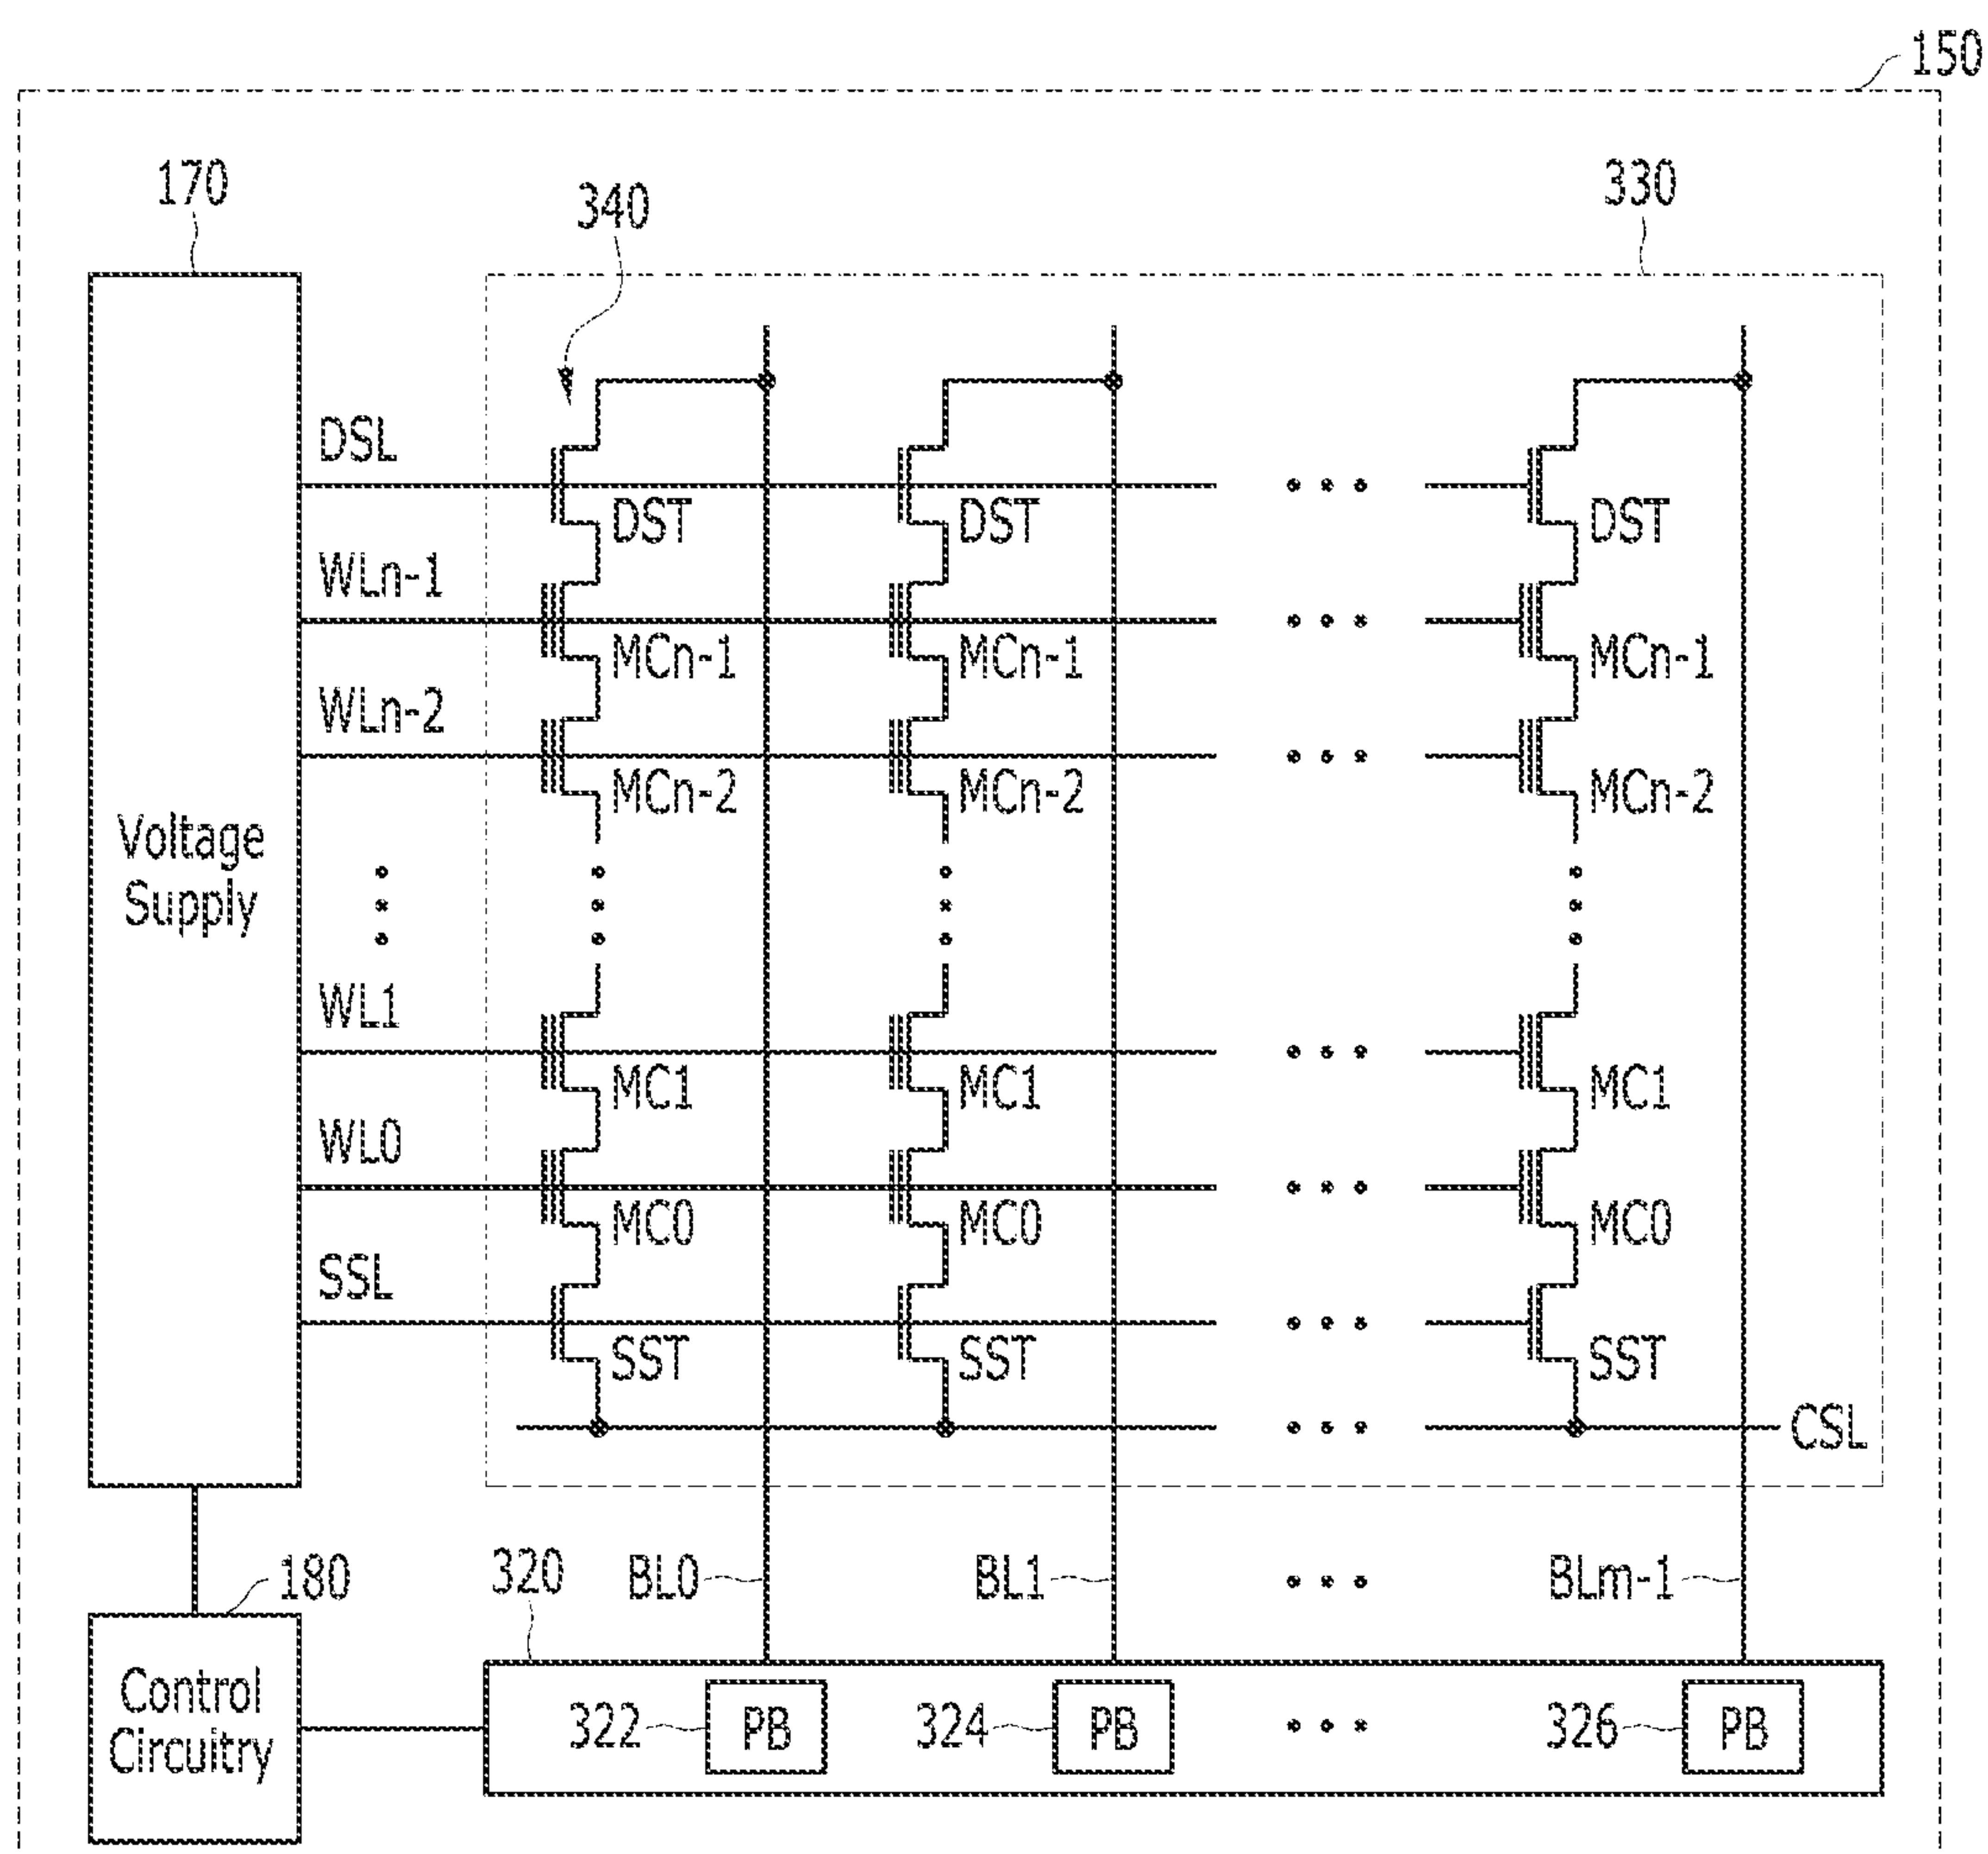 150
170
340
330
DSL
DST DST DST
WLn-1
MCn-1 MCn-1 MCn-1
WLn-2
MCn-2 MCn-2 MCn-2
Voltage
Supply
WL1
MC1 MC1 MC1
WL0
MC0 MC0 MC0
SSL
SST SST SST
CSL
180
320 BL0 BL1 BLm-1
Control
Circuitry
322 PB 324 PB 326 PB